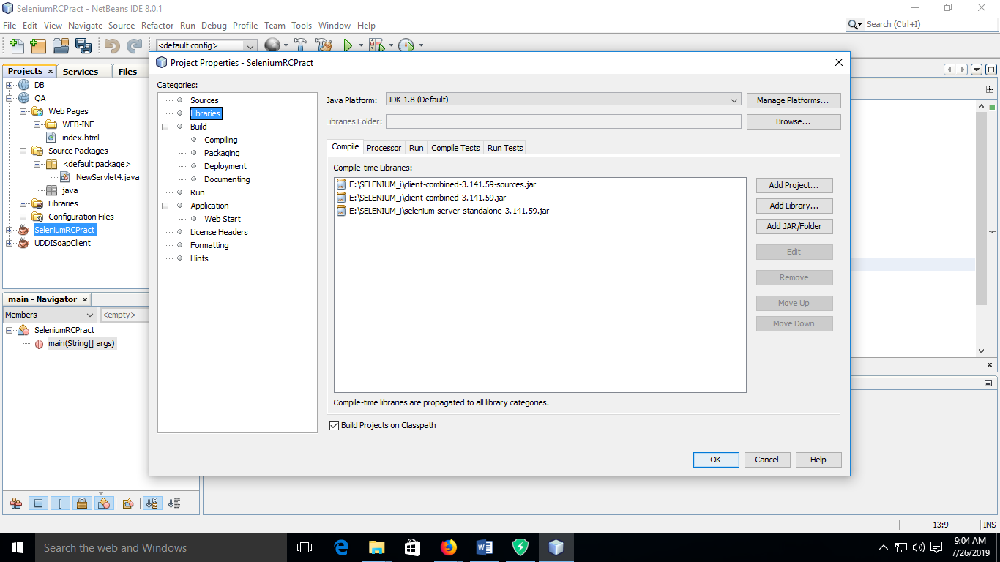 SeleniumRCPract - NetBeans IDE 8.0.1
File Edit View Navigate Source Refactor Run Debug Profile Team Tools Window Help
Search (Ctrl+I)
<default config>
Projects × Services Files
DB
QA
Web Pages
WEB-INF
index.html
Source Packages
<default package>
NewServlet4.java
java
Libraries
Configuration Files
SeleniumRCPract
UDDISoapClient
main - Navigator ×
Members
<empty>
SeleniumRCPract
main(String[] args)
Project Properties - SeleniumRCPract
Categories:
Sources
Libraries
Build
Compiling
Packaging
Deployment
Documenting
Run
Application
Web Start
License Headers
Formatting
Hints
Java Platform: JDK 1.8 (Default) Manage Platforms...
Libraries Folder: Browse...
Compile Processor Run Compile Tests Run Tests
Compile-time Libraries:
E:\SELENIUM_i\client-combined-3.141.59-sources.jar
E:\SELENIUM_i\client-combined-3.141.59.jar
E:\SELENIUM_i\selenium-server-standalone-3.141.59.jar
Add Project...
Add Library...
Add JAR/Folder
Edit
Remove
Move Up
Move Down
Compile-time libraries are propagated to all library categories.
Build Projects on Classpath
OK Cancel Help
13:9 INS
Search the web and Windows
9:04 AM
7/26/2019